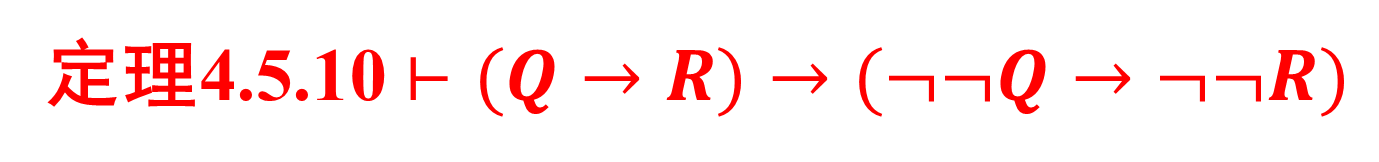 定理4.5.10 ⊢ (Q → R) → (¬¬Q → ¬¬R)